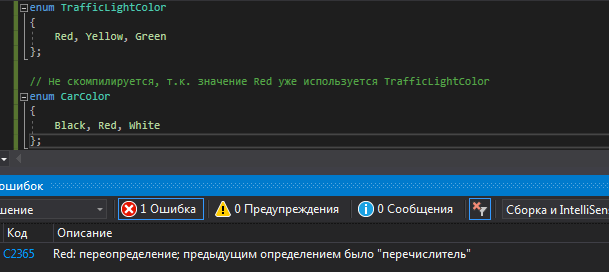 enum TrafficLightColor
{
Red, Yellow, Green
};
// Не скомпилируется, т.к. значение Red уже используется TrafficLightColor
enum CarColor
{
Black, Red, White
};
ошибок
шение
1 Ошибка
0 Предупреждения
0 Сообщения
Сборка и IntelliSen
Код Описание
C2365 Red: переопределение; предыдущим определением было "перечислитель"